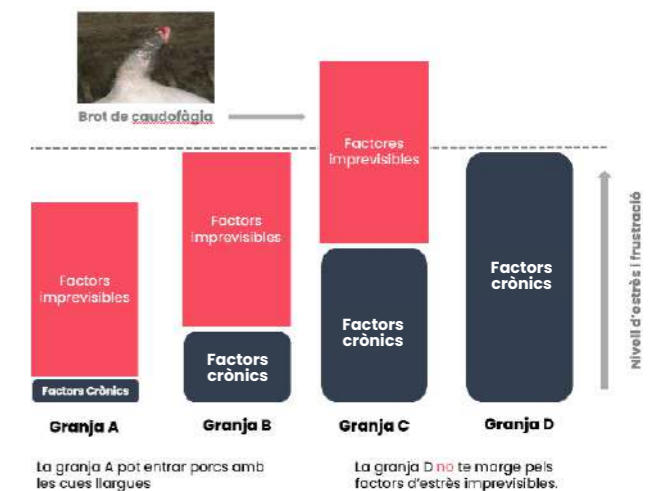 Brot de caudofàgia
Factores
imprevisibles
Factors
imprevisibles
Factors
imprevisibles
Factors
crònics
Factors
crònics
Factors
crònics
Factors Crònics
Nivell d'estrès i frustració
Granja A
Granja B
Granja C
Granja D
La granja A pot entrar porcs amb
les cues llargues
La granja D no te marge pels
factors d'estrès imprevisibles.